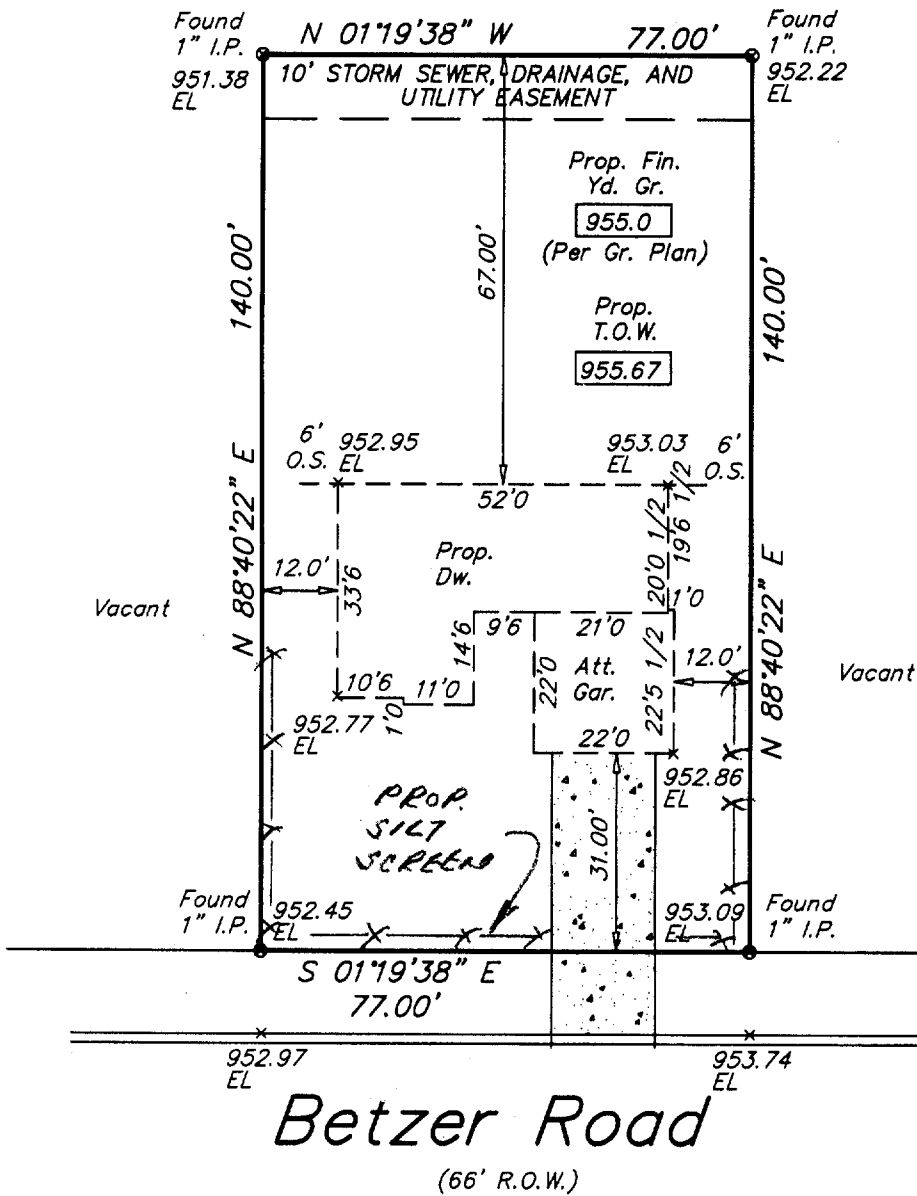 Found
1" I.P.
N 01°19'38" W
77.00'
Found
1" I.P.
951.38
EL
952.22
EL
10' STORM SEWER, DRAINAGE, AND
UTILITY EASEMENT
Prop. Fin.
Yd. Gr.
955.0
(Per Gr. Plan)
67.00'
140.00'
140.00'
Prop.
T.O.W.
955.67
6'
O.S.
952.95
EL
953.03
EL
6'
O.S.
52'0
N 88°40'22" E
N 88°40'22" E
Prop.
Dw.
20'0 1/2
19'6 1/2
12.0'
33'6
Vacant
14'6
9'6
21'0
1'0
Att.
Gar.
22'0
22'5 1/2
12.0'
Vacant
10'6
11'0
1'0
952.77
EL
22'0
952.86
EL
PROP.
SILT
SCREEN
31.00'
Found
1" I.P.
952.45
EL
953.09
EL
Found
1" I.P.
S 01°19'38" E
77.00'
952.97
EL
953.74
EL
Betzer Road
(66' R.O.W.)